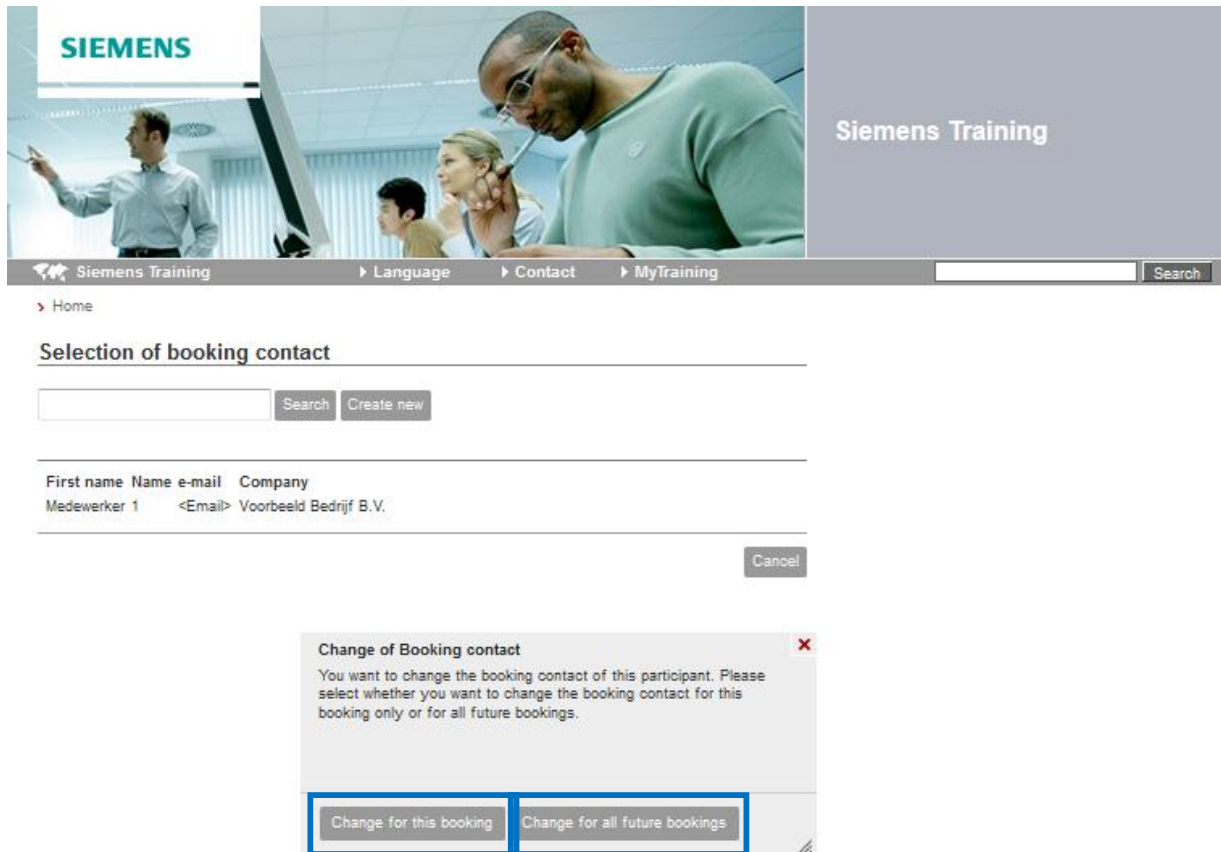 SIEMENS
Siemens Training
Siemens Training Language Contact MyTraining Search
Home
Selection of booking contact
Search Create new
First name Name e-mail Company
Medewerker 1 <Email> Voorbeeld Bedrijf B.V.
Cancel
Change of Booking contact
You want to change the booking contact of this participant. Please
select whether you want to change the booking contact for this
booking only or for all future bookings.
Change for this booking Change for all future bookings